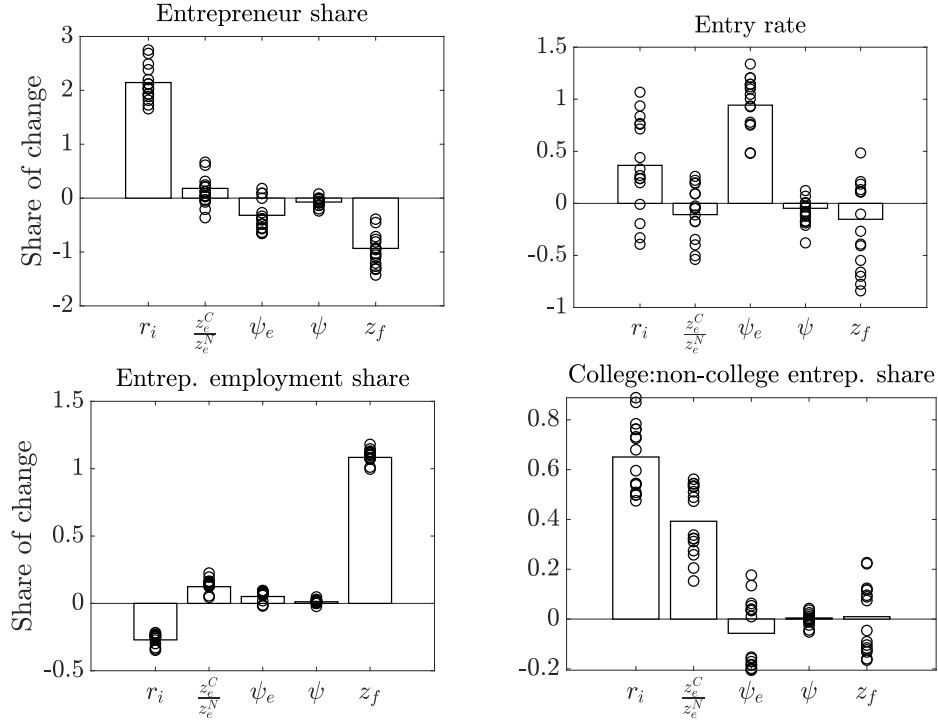 Entrepreneur share
Share of change
3
2
1
0
-1
-2
r_i
z_e^C / z_e^N
ψ_e
ψ
z_f
Entry rate
1.5
1
0.5
0
-0.5
-1
r_i
z_e^C / z_e^N
ψ_e
ψ
z_f
Entrep. employment share
Share of change
1.5
1
0.5
0
-0.5
r_i
z_e^C / z_e^N
ψ_e
ψ
z_f
College:non-college entrep. share
0.8
0.6
0.4
0.2
0
-0.2
r_i
z_e^C / z_e^N
ψ_e
ψ
z_f